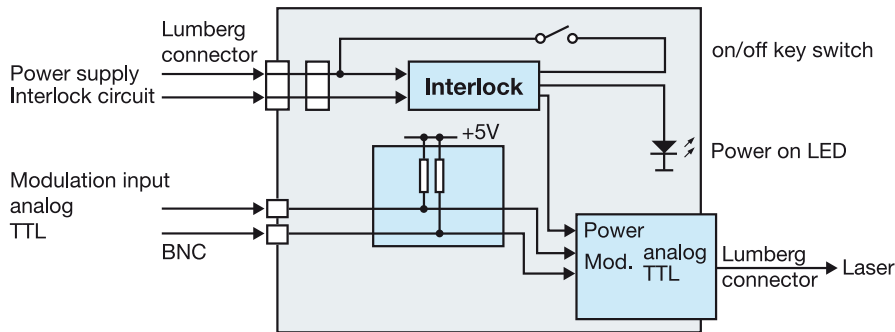 Lumberg
connector
on/off key switch
Power supply
Interlock circuit
Interlock
+5V
Power on LED
Modulation input
analog
TTL
BNC
Power
Mod. analog
TTL
Lumberg
connector
Laser